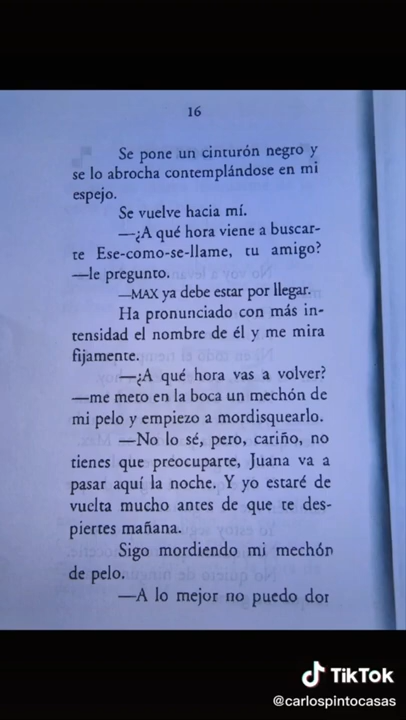 16
Se pone un cinturón negro y
se lo abrocha contemplándose en mi
espejo.
Se vuelve hacia mí.
—¿A qué hora viene a buscar-
te Ese-como-se-llame, tu amigo?
—le pregunto.
—MAX ya debe estar por llegar.
Ha pronunciado con más in-
tensidad el nombre de él y me mira
fijamente.
—¿A qué hora vas a volver?
—me meto en la boca un mechón de
mi pelo y empiezo a mordisquearlo.
—No lo sé, pero, cariño, no
tienes que preocuparte, Juana va a
pasar aquí la noche. Y yo estaré de
vuelta mucho antes de que te des-
piertes mañana.
Sigo mordiendo mi mechón
de pelo.
—A lo mejor no puedo dor
TikTok
@carlospintocasas